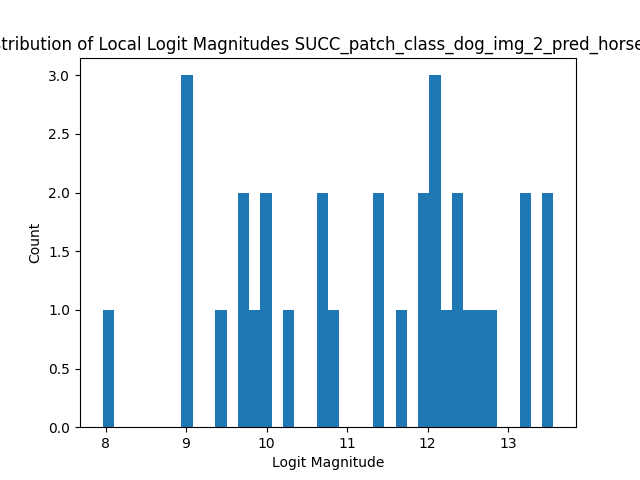 tribution of Local Logit Magnitudes SUCC_patch_class_dog_img_2_pred_horse
3.0
2.5
2.0
1.5
1.0
0.5
0.0
Count
8 9 10 11 12 13
Logit Magnitude